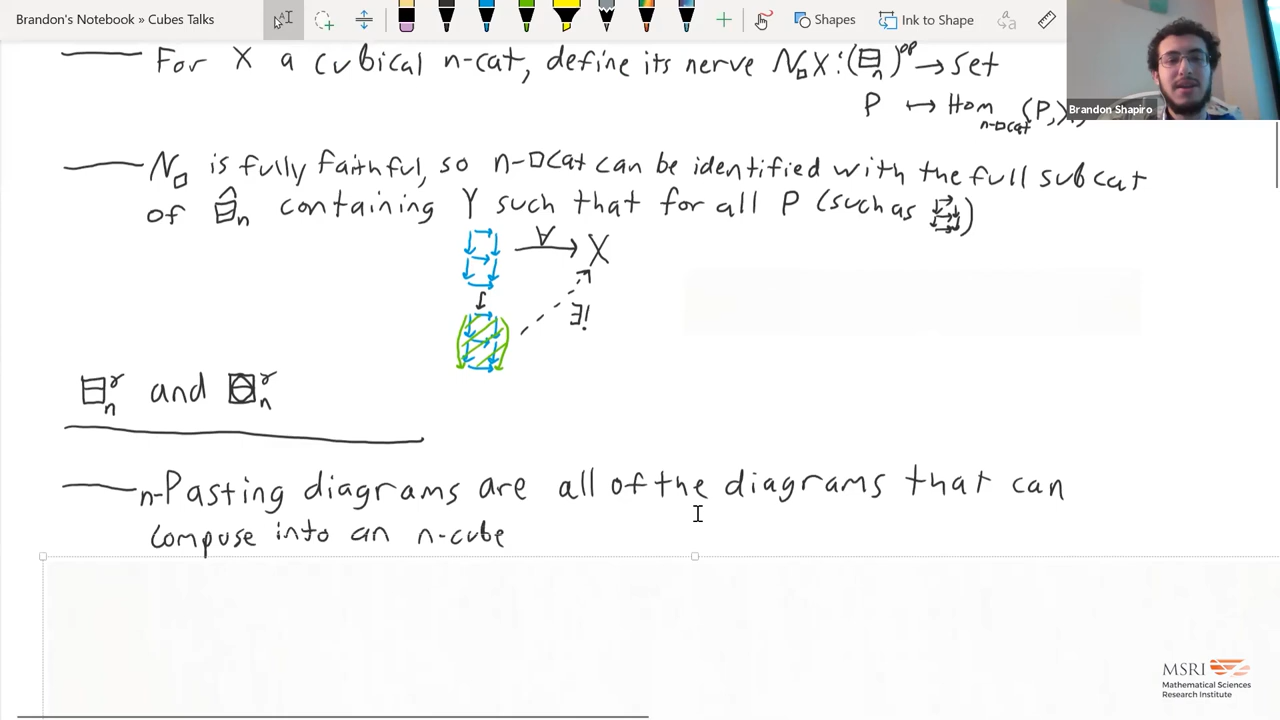 Brandon's Notebook » Cubes Talks
Shapes
Ink to Shape
For X a cubical n-cat, define its nerve N□X : (⊟n)^op → Set
P ↦ Hom n-□cat (P, X)
Brandon Shapiro
N□ is fully faithful, so n-□cat can be identified with the full subcat
of ⊟̂n containing Y such that for all P (such as
∀ X
∃!
⊟n^r and n^r
n-Pasting diagrams are all of the diagrams that can
compose into an n-cube
MSRI
Mathematical Sciences
Research Institute